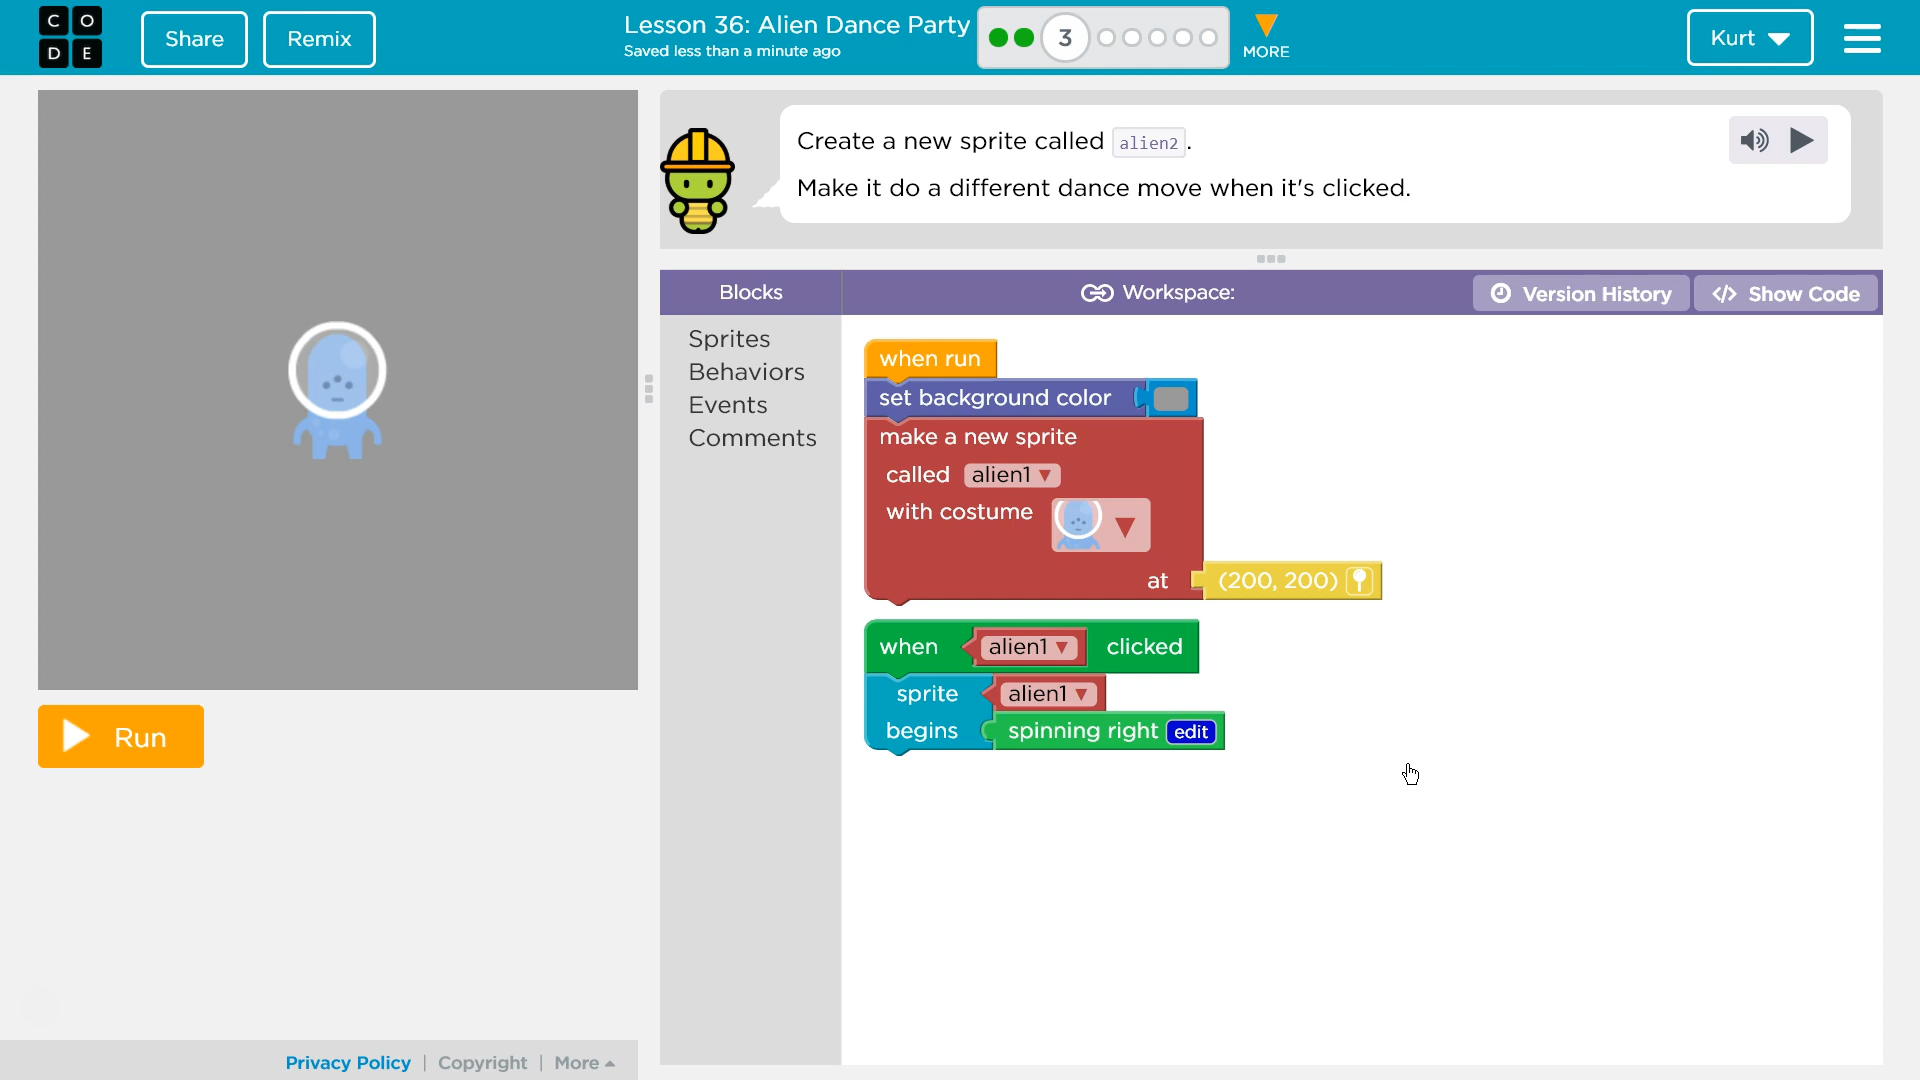 CODE
Share
Remix
Lesson 36: Alien Dance Party
Saved less than a minute ago
3
MORE
Kurt
Create a new sprite called alien2.
Make it do a different dance move when it's clicked.
Blocks
Workspace:
Version History
Show Code
Sprites
Behaviors
Events
Comments
when run
set background color
make a new sprite
called alien1
with costume
at (200, 200)
when alien1 clicked
sprite alien1
begins spinning right edit
Run
Privacy Policy | Copyright | More